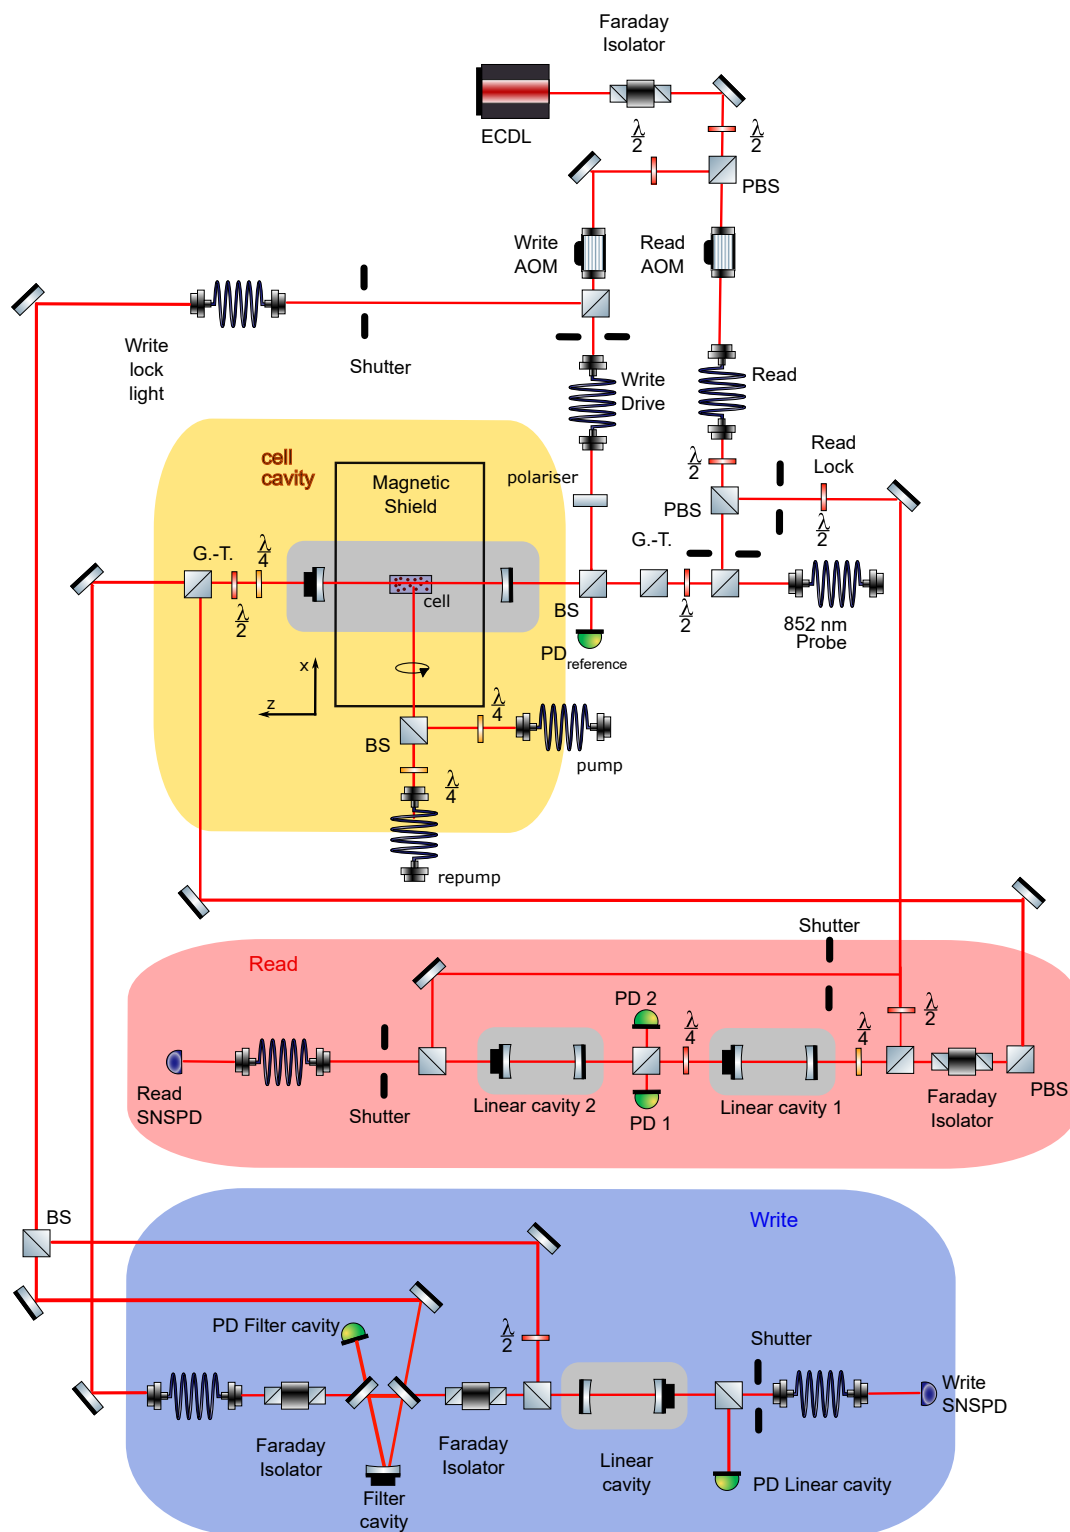 Faraday
Isolator
ECDL
λ/2
λ/2
PBS
Write
AOM
Read
AOM
Write
lock
light
Shutter
Write
Drive
Read
cell
cavity
Magnetic
Shield
polariser
λ/2
Read
Lock
PBS
λ/2
G.-T.
λ/4
λ/2
cell
BS
G.-T.
λ/2
852 nm
Probe
PD reference
x
z
BS
λ/4
pump
λ/4
repump
Read
Shutter
PD 2
λ/4
λ/4
λ/2
Read
SNSPD
Shutter
Linear cavity 2
PD 1
Linear cavity 1
Faraday
Isolator
PBS
BS
Write
PD Filter cavity
λ/2
Shutter
Write
SNSPD
Faraday
Isolator
Faraday
Isolator
Filter
cavity
Linear
cavity
PD Linear cavity